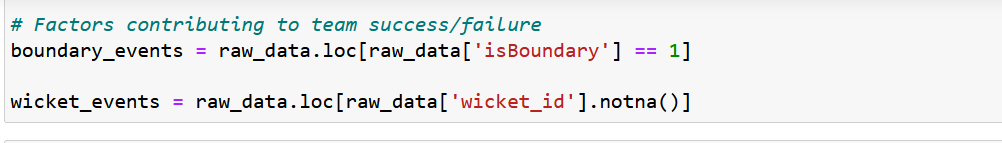 # Factors contributing to team success/failure
boundary_events = raw_data.loc[raw_data['isBoundary'] == 1]
wicket_events = raw_data.loc[raw_data['wicket_id'].notna()]